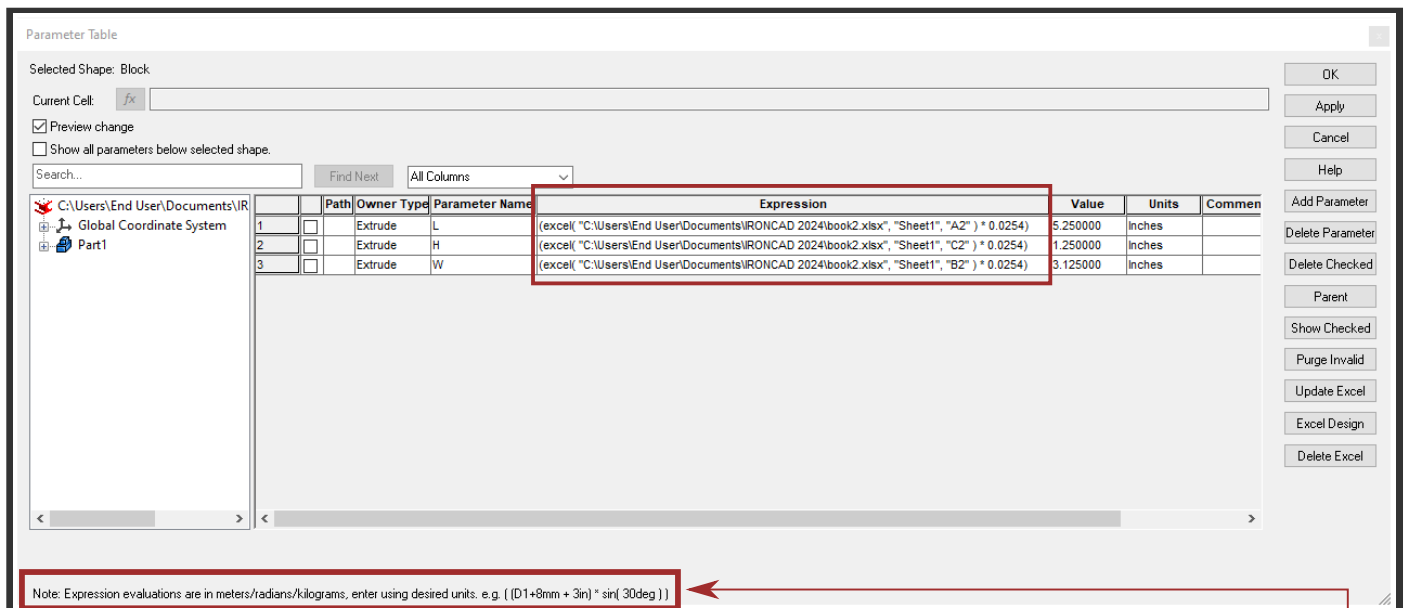 Parameter Table
x
Selected Shape: Block
OK
Current Cell:
fx
Apply
Preview change
Cancel
Show all parameters below selected shape.
Help
Search...
Find Next
All Columns
C:\Users\End User\Documents\IR
Path
Owner Type
Parameter Name
Expression
Value
Units
Commen
Add Parameter
Global Coordinate System
1
Extrude
L
(excel( "C:\Users\End User\Documents\IRONCAD 2024\book2.xlsx", "Sheet1", "A2" ) * 0.0254)
5.250000
Inches
Delete Parameter
Part1
2
Extrude
H
(excel( "C:\Users\End User\Documents\IRONCAD 2024\book2.xlsx", "Sheet1", "C2" ) * 0.0254)
1.250000
Inches
3
Extrude
W
(excel( "C:\Users\End User\Documents\IRONCAD 2024\book2.xlsx", "Sheet1", "B2" ) * 0.0254)
3.125000
Inches
Delete Checked
Parent
Show Checked
Purge Invalid
Update Excel
Excel Design
Delete Excel
Note: Expression evaluations are in meters/radians/kilograms, enter using desired units. e.g. ( (D1+8mm + 3in) * sin( 30deg ) )